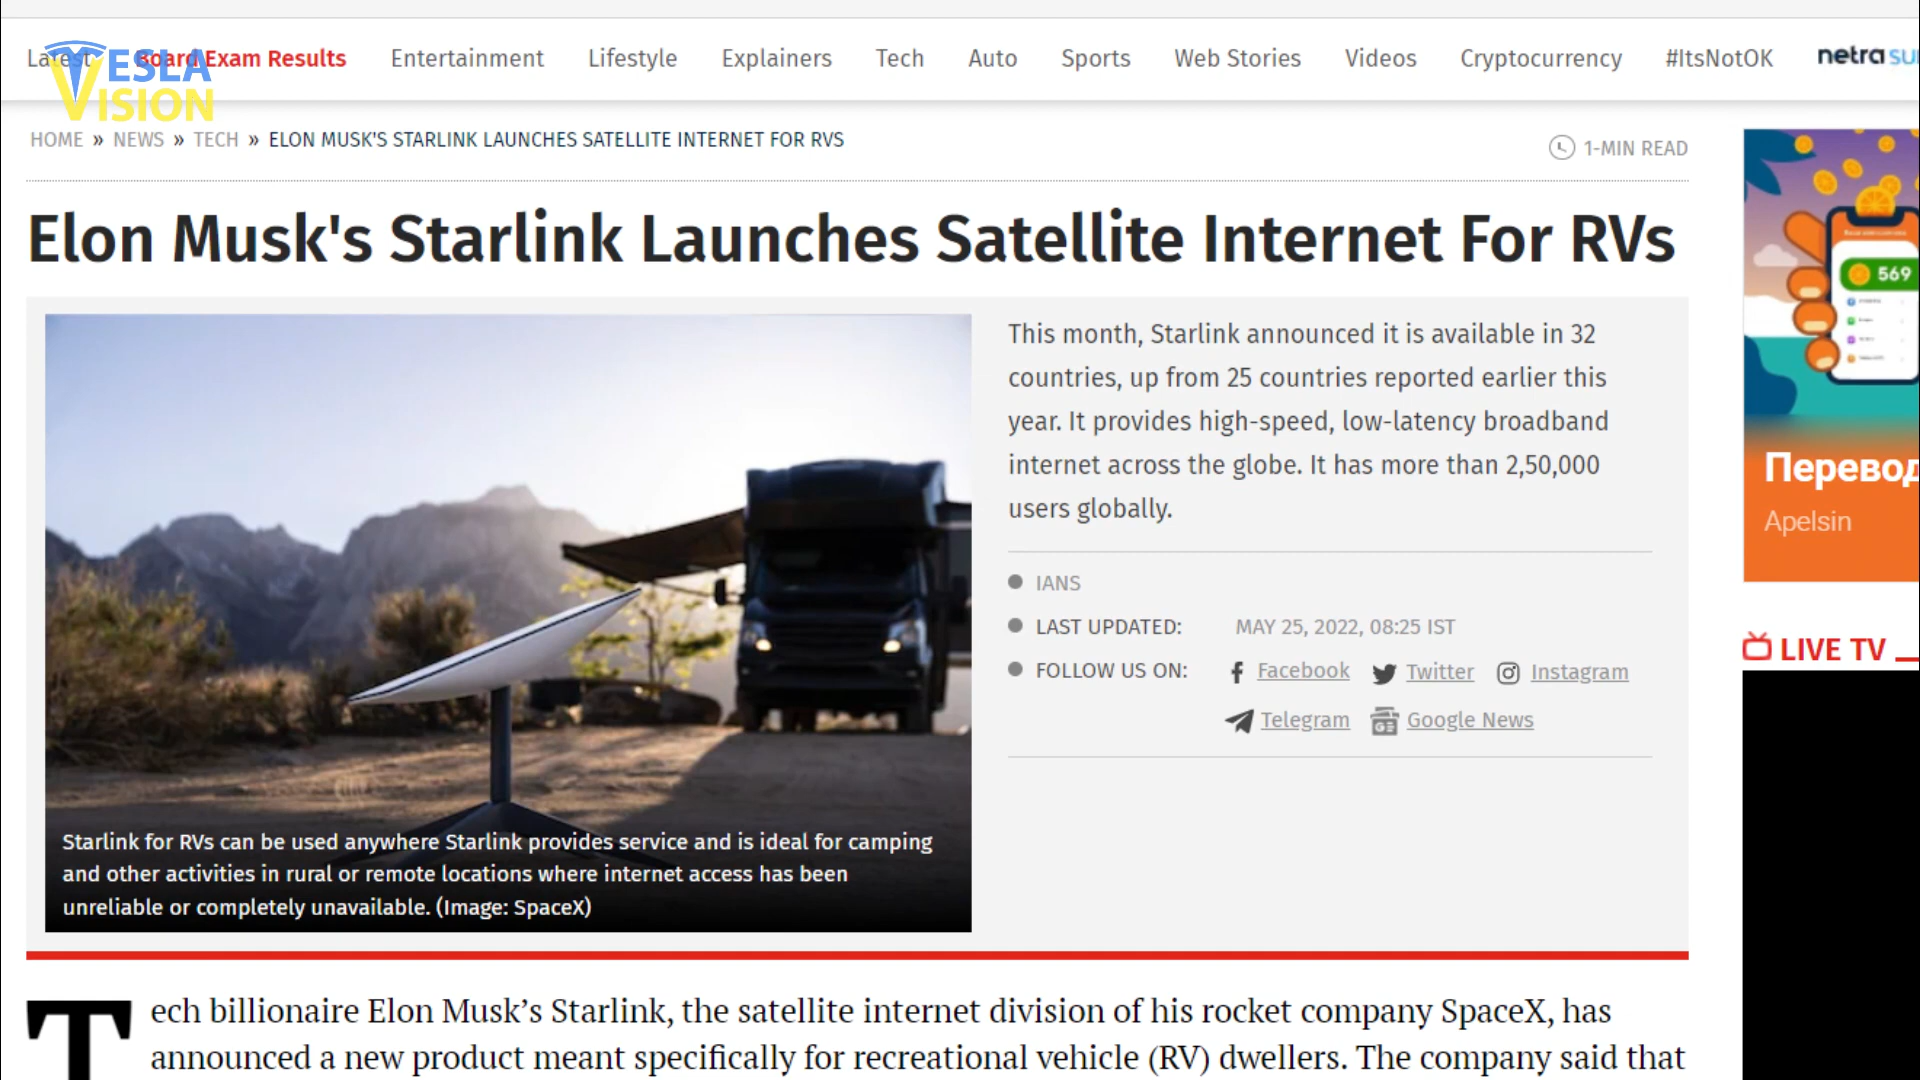 Latest Board Exam Results Entertainment Lifestyle Explainers Tech Auto Sports Web Stories Videos Cryptocurrency #ItsNotOK netra
TESLA
VISION
HOME » NEWS » TECH » ELON MUSK'S STARLINK LAUNCHES SATELLITE INTERNET FOR RVS
1-MIN READ
Elon Musk's Starlink Launches Satellite Internet For RVs
This month, Starlink announced it is available in 32
countries, up from 25 countries reported earlier this
year. It provides high-speed, low-latency broadband
internet across the globe. It has more than 2,50,000
users globally.
IANS
LAST UPDATED: MAY 25, 2022, 08:25 IST
FOLLOW US ON: Facebook Twitter Instagram
Telegram Google News
Starlink for RVs can be used anywhere Starlink provides service and is ideal for camping
and other activities in rural or remote locations where internet access has been
unreliable or completely unavailable. (Image: SpaceX)
Tech billionaire Elon Musk’s Starlink, the satellite internet division of his rocket company SpaceX, has
announced a new product meant specifically for recreational vehicle (RV) dwellers. The company said that
569
Перевод
Apelsin
LIVE TV